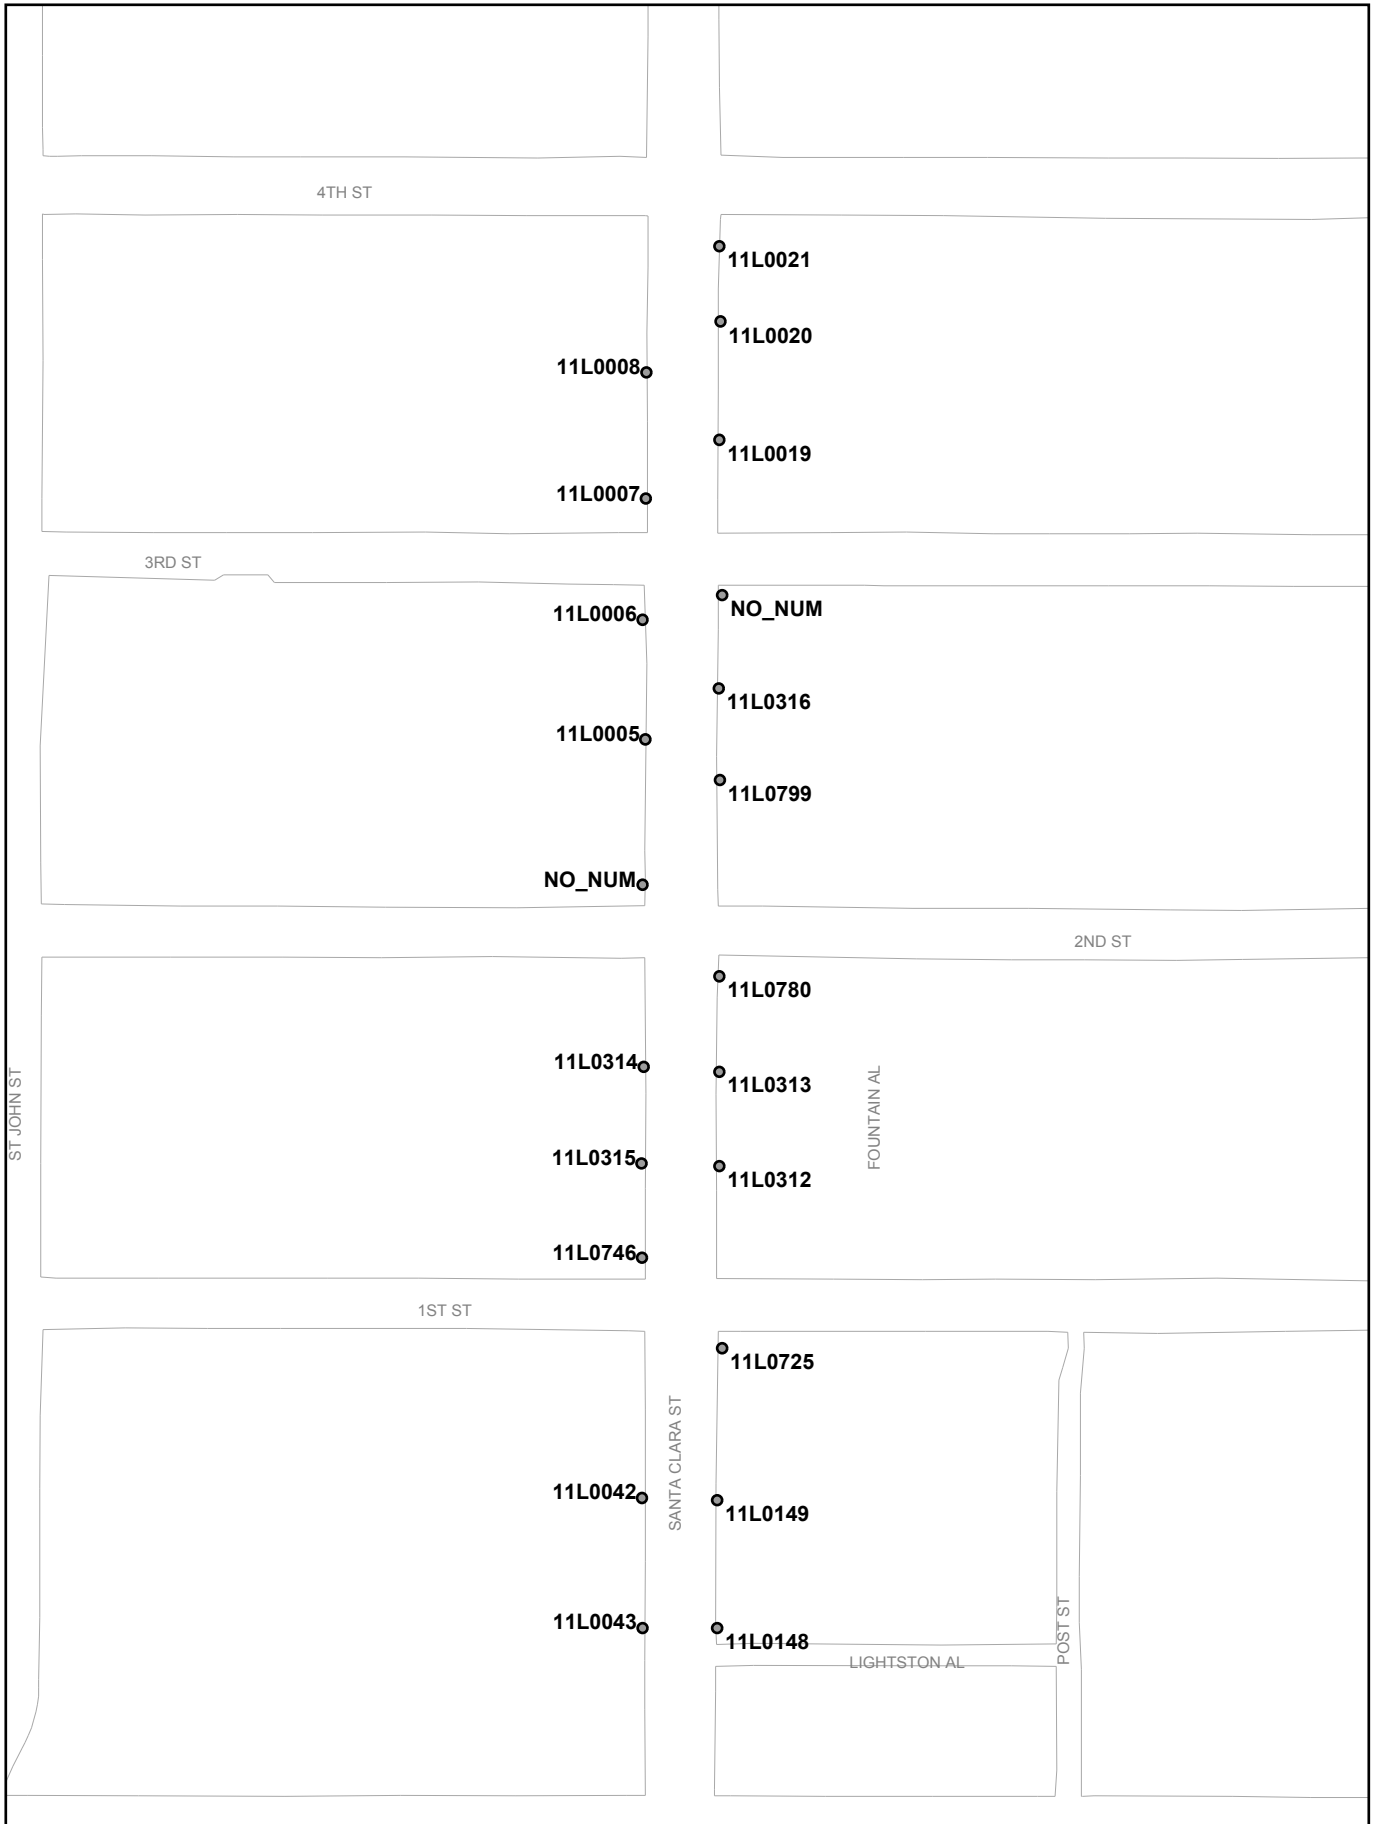 4TH ST
11L0021
11L0020
11L0008
11L0019
11L0007
3RD ST
11L0006
NO_NUM
11L0316
11L0005
11L0799
NO_NUM
2ND ST
11L0780
11L0314
11L0313
ST JOHN ST
FOUNTAIN AL
11L0315
11L0312
11L0746
1ST ST
11L0725
SANTA CLARA ST
11L0042
11L0149
11L0043
11L0148
POST ST
LIGHTSTON AL